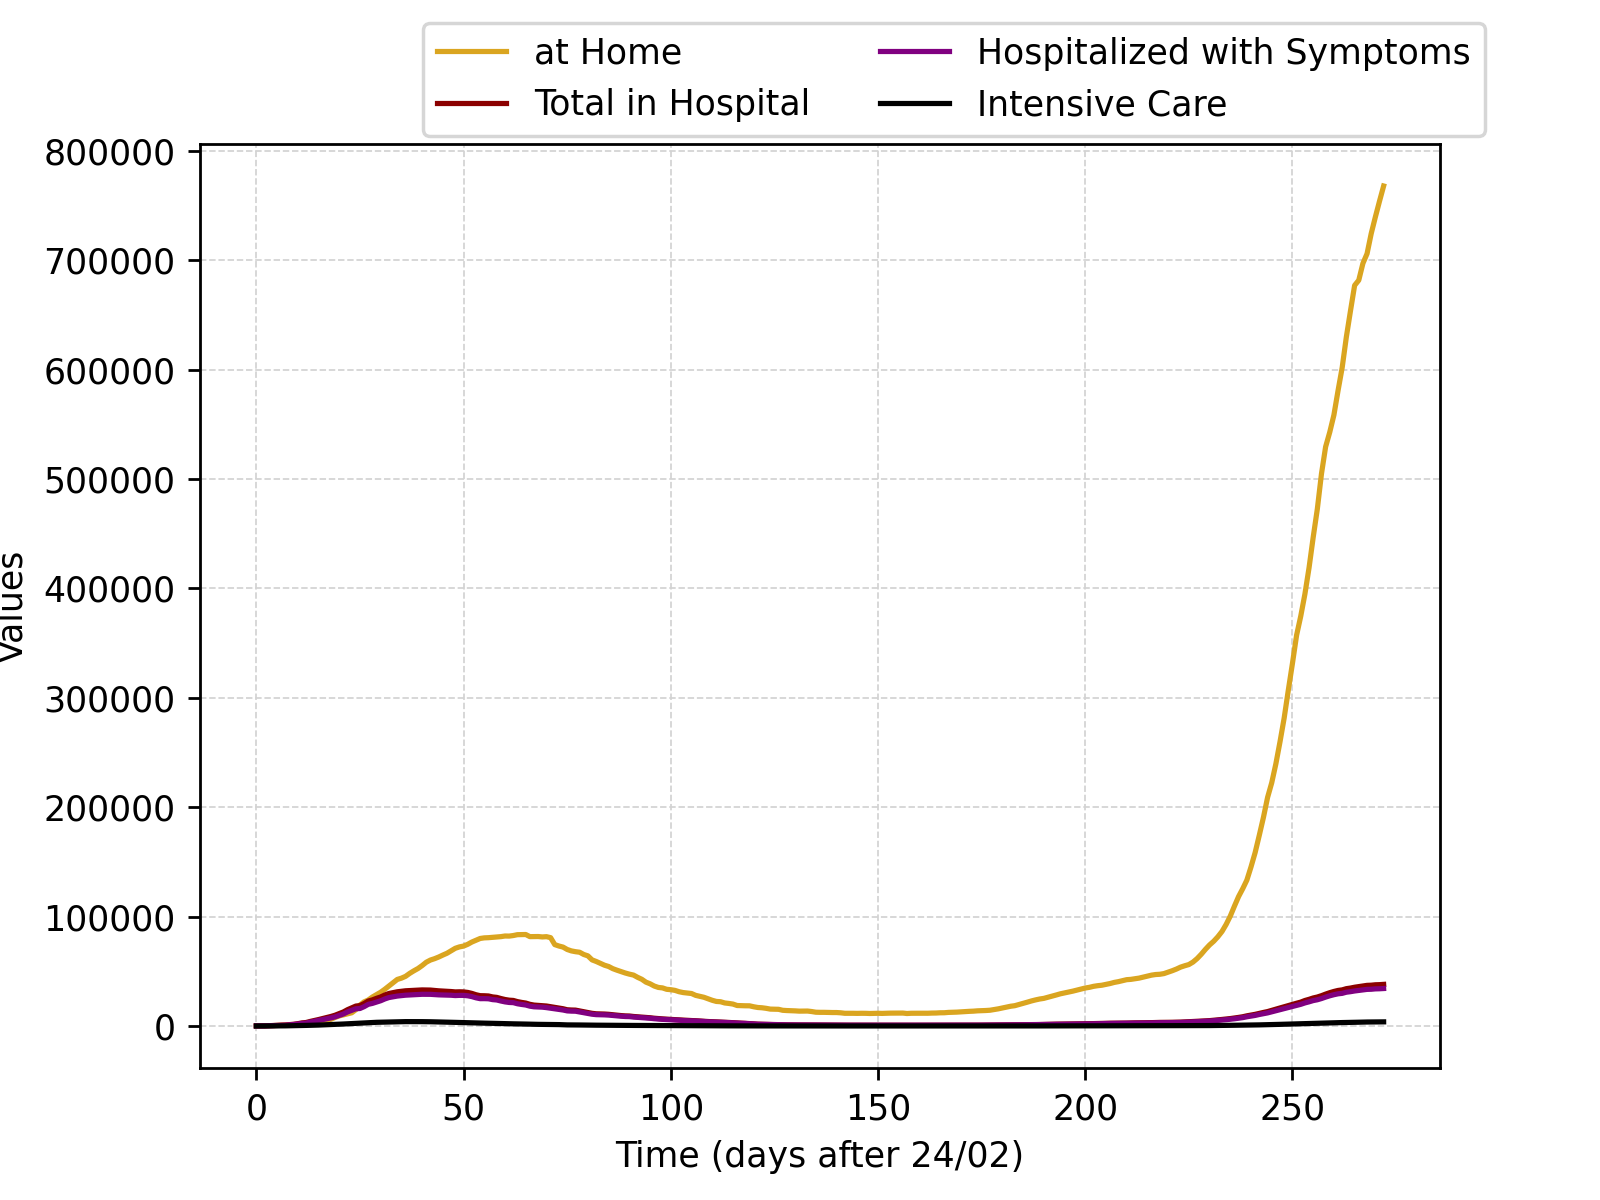 at Home
Hospitalized with Symptoms
Total in Hospital
Intensive Care
800000
700000
600000
500000
400000
300000
200000
100000
0
Values
0 50 100 150 200 250
Time (days after 24/02)